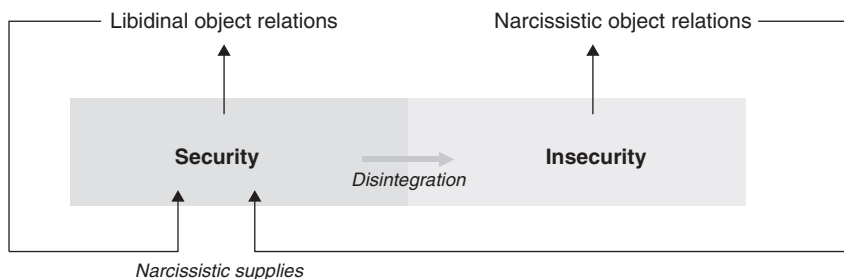 Libidinal object relations
Narcissistic object relations
Security
Insecurity
Disintegration
Narcissistic supplies